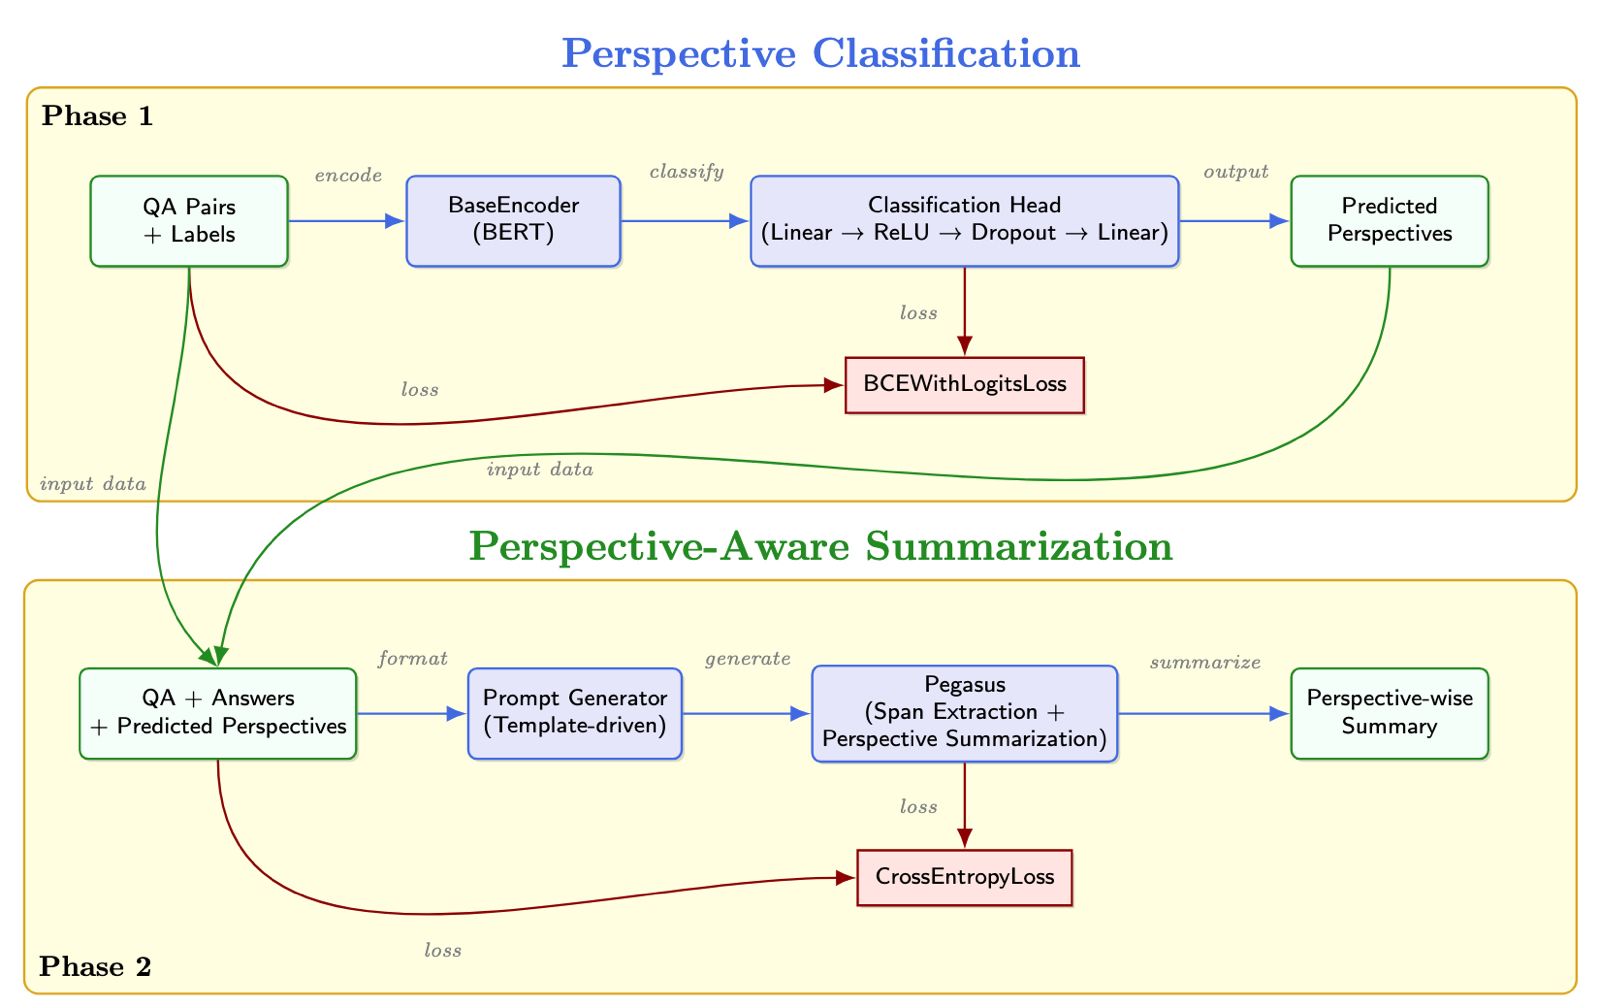 Perspective Classification
Phase 1
encode
classify
output
QA Pairs
+ Labels
BaseEncoder
(BERT)
Classification Head
(Linear → ReLU → Dropout → Linear)
Predicted
Perspectives
loss
BCEWithLogitsLoss
loss
input data
input data
Perspective-Aware Summarization
format
generate
summarize
QA + Answers
+ Predicted Perspectives
Prompt Generator
(Template-driven)
Pegasus
(Span Extraction +
Perspective Summarization)
Perspective-wise
Summary
loss
CrossEntropyLoss
loss
Phase 2